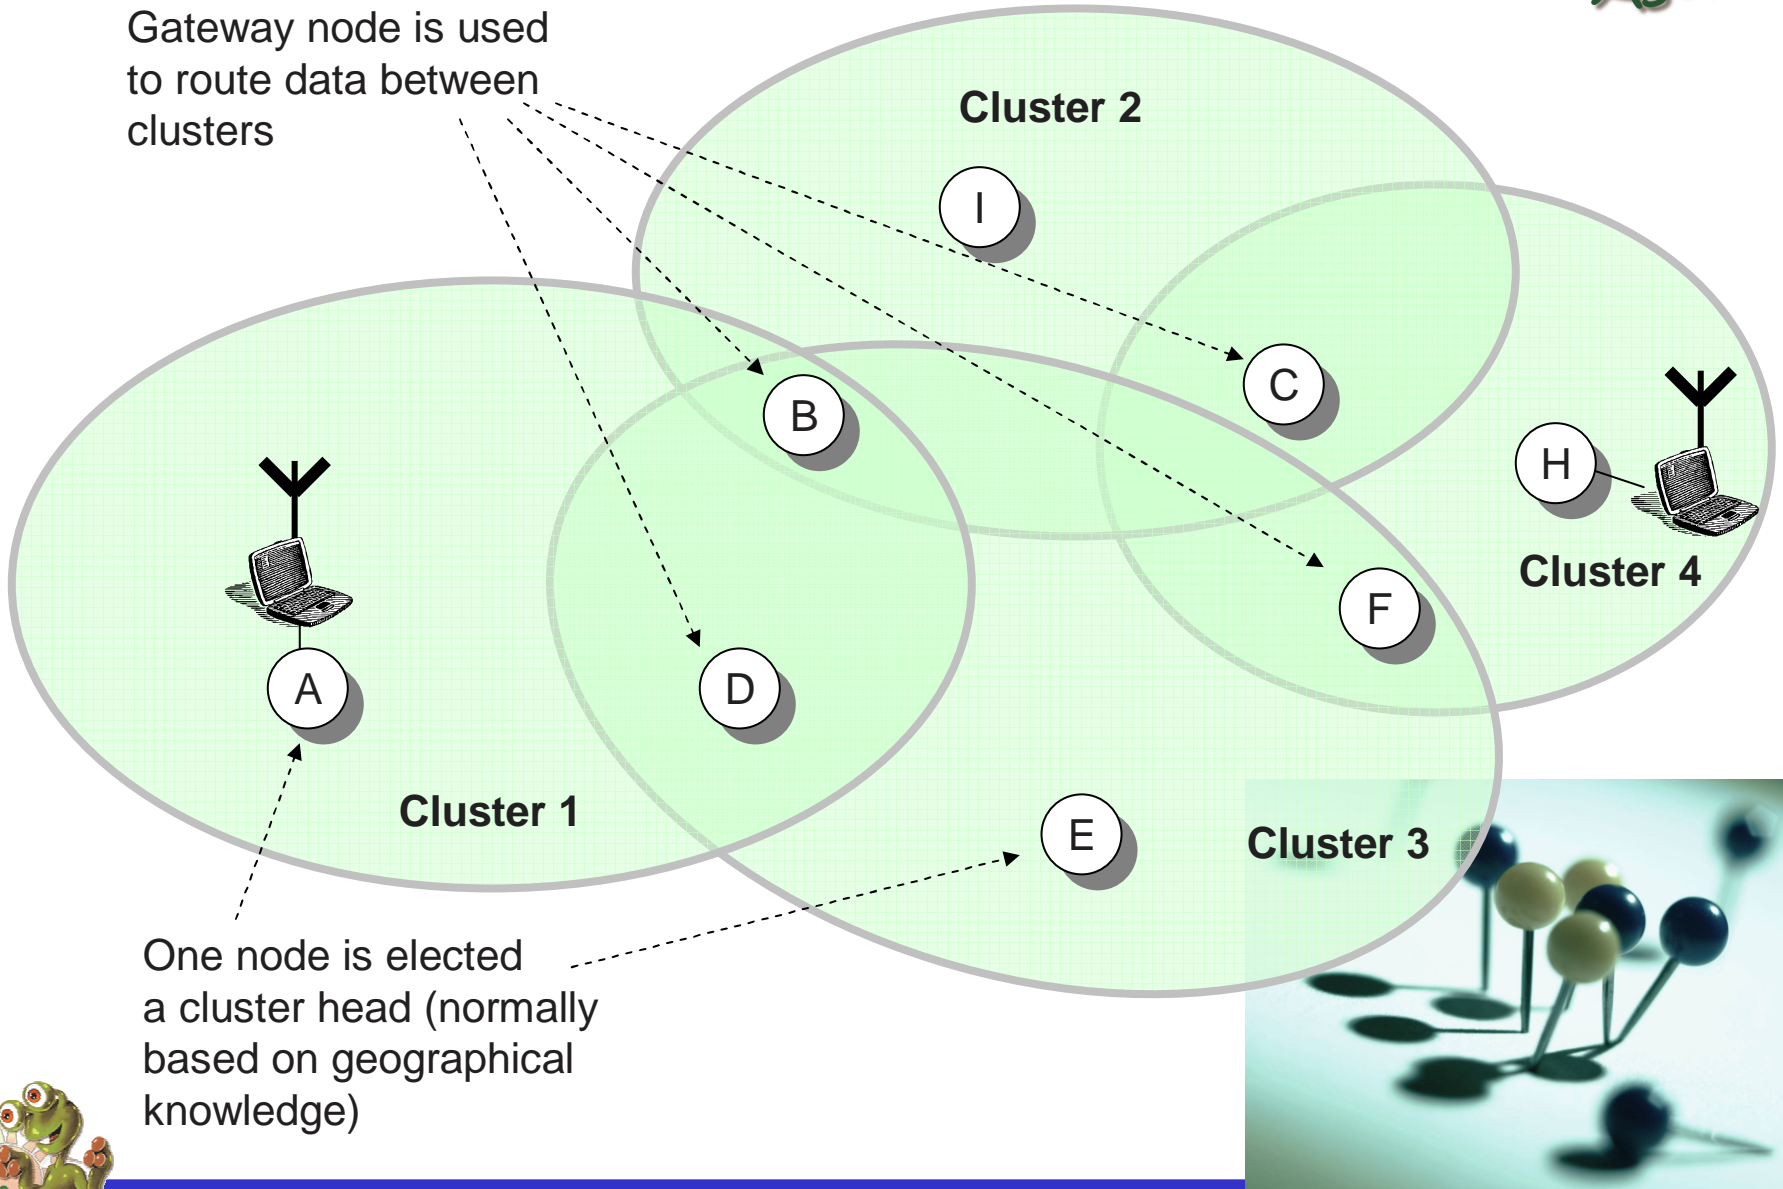 Gateway node is used
to route data between
clusters
Cluster 2
I
C
B
H
Cluster 4
F
A
D
Cluster 1
E
Cluster 3
One node is elected
a cluster head (normally
based on geographical
knowledge)